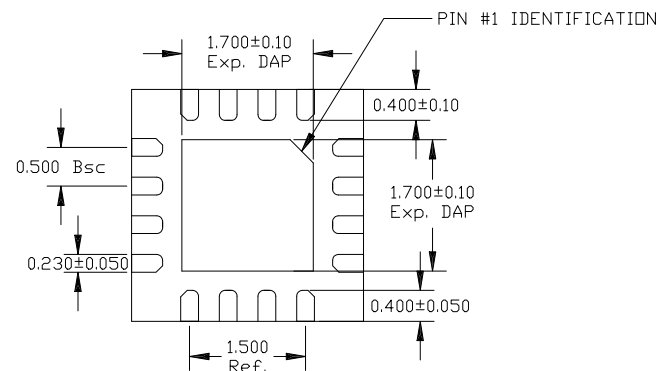 PIN #1 IDENTIFICATION
1.700±0.10
Exp. DAP
0.400±0.10
0.500 Bsc
1.700±0.10
Exp. DAP
0.230±0.050
0.400±0.050
1.500
Ref.